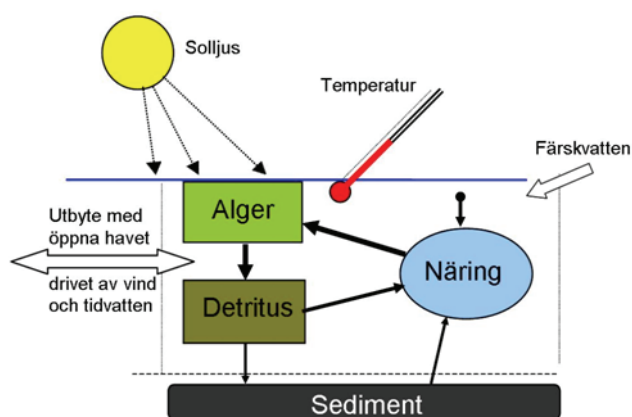 Solljus
Temperatur
Färskvatten
Utbyte med
öppna havet
drivet av vind
och tidvatten
Alger
Näring
Detritus
Sediment